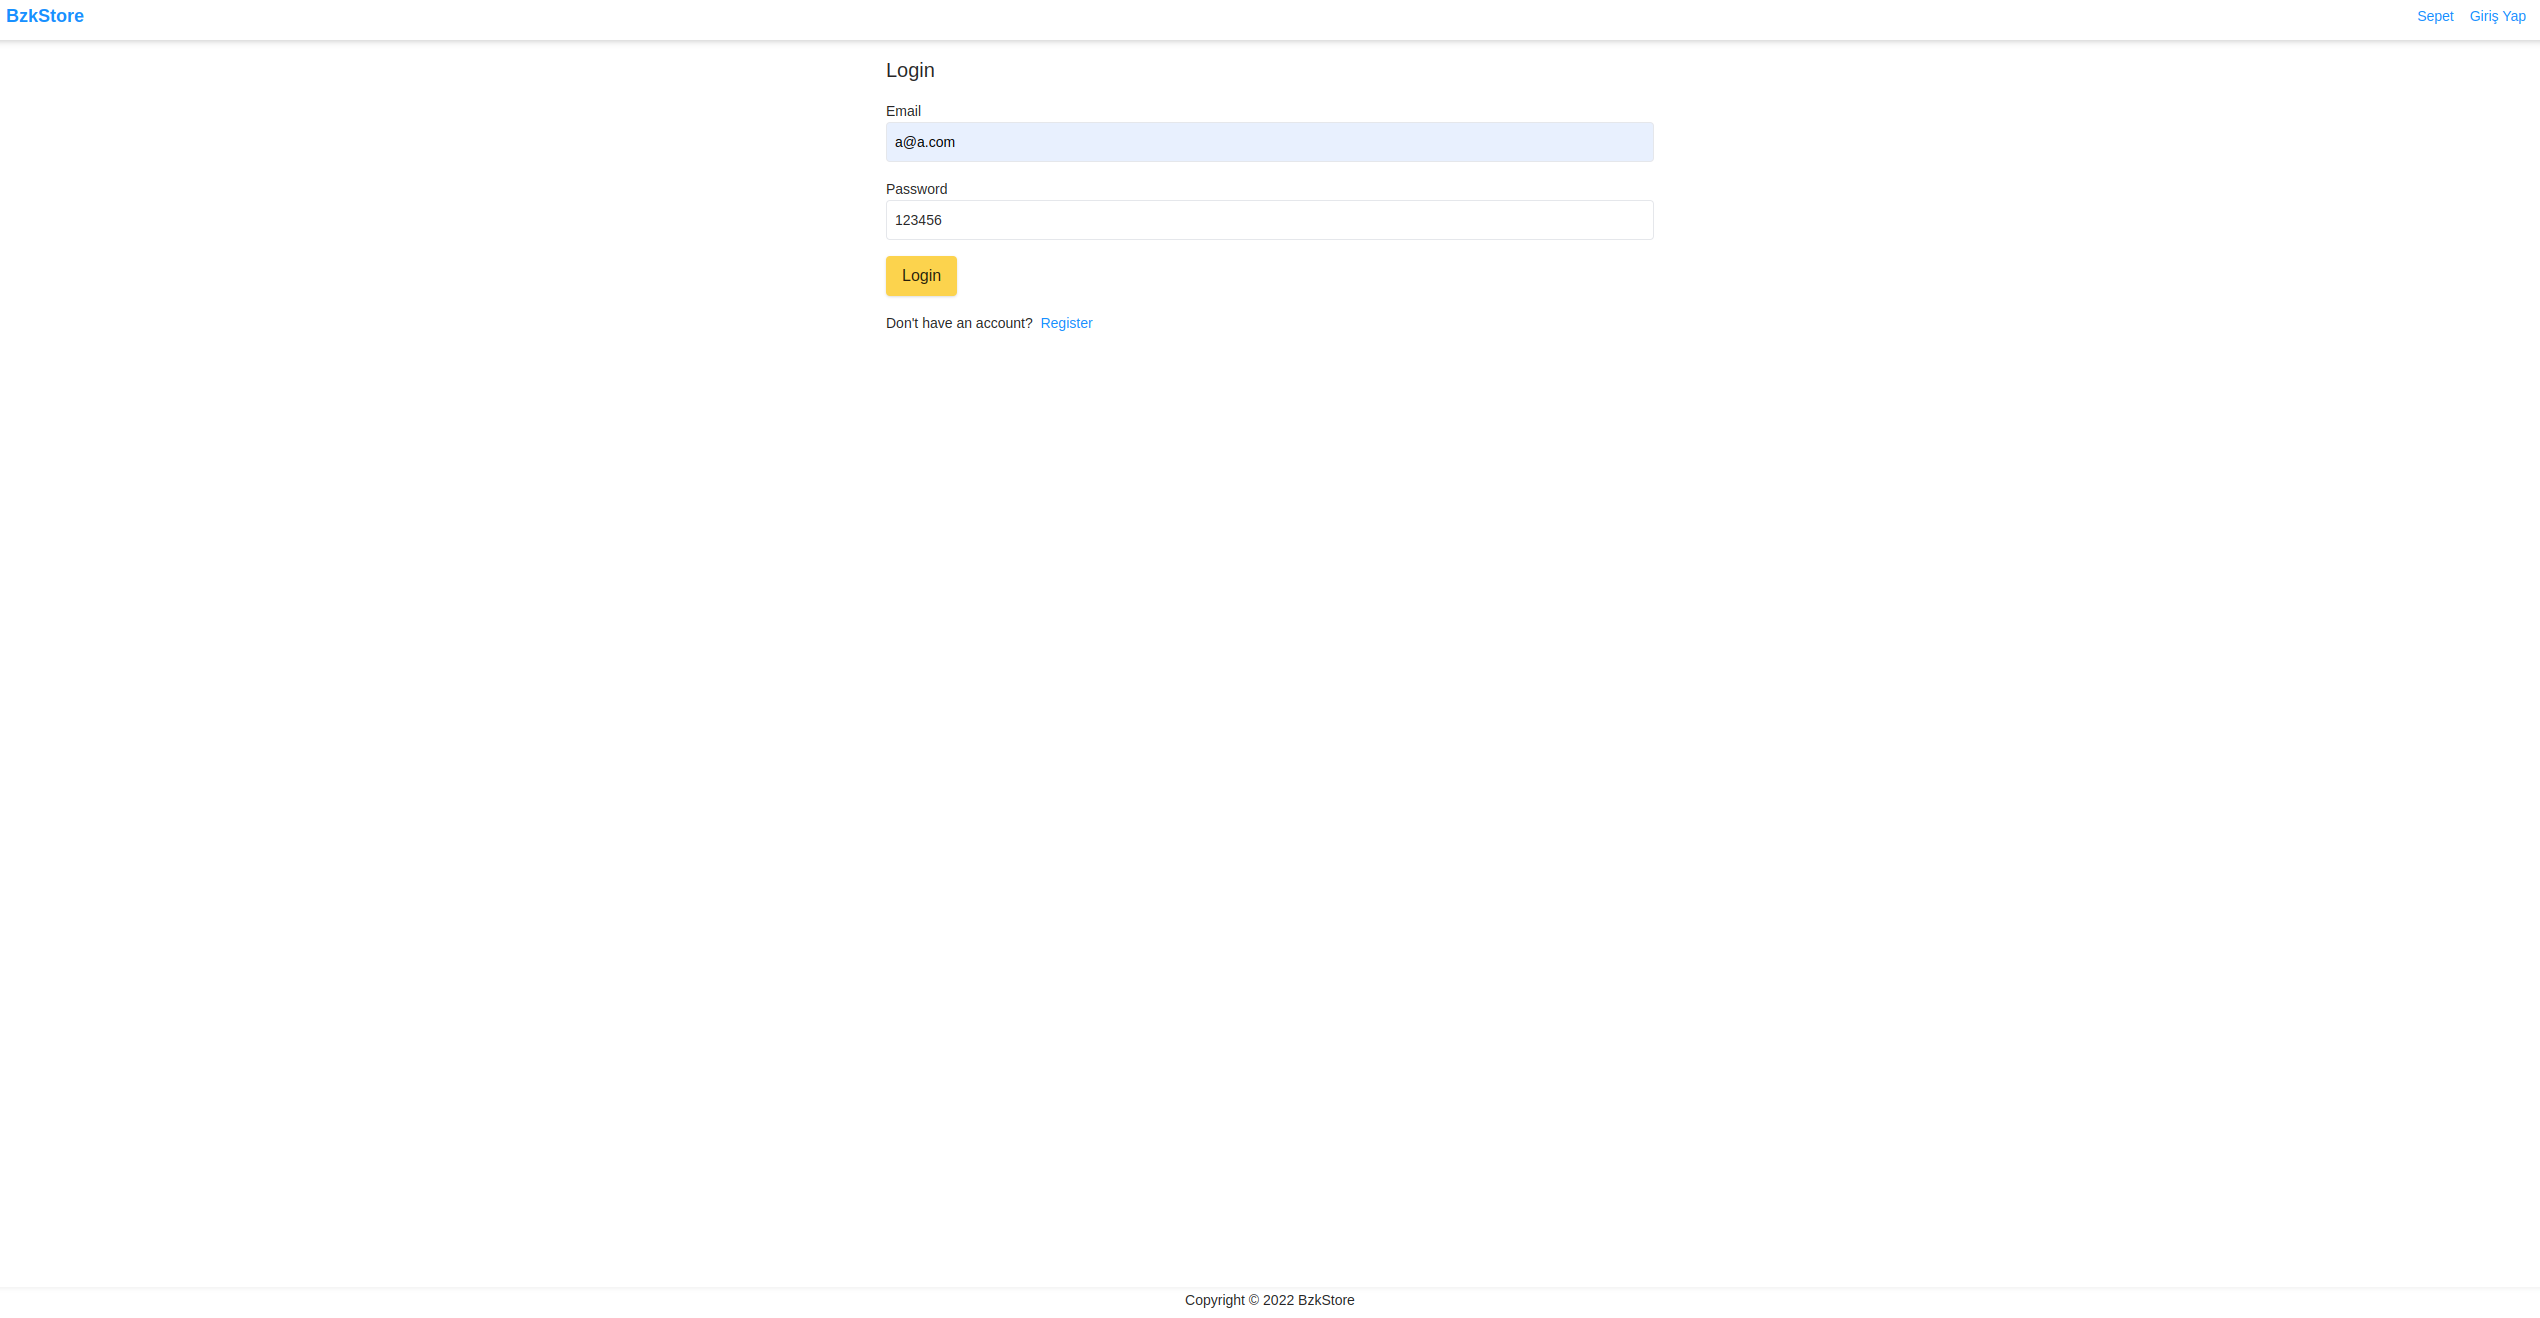 BzkStore
Sepet Giriş Yap
Login
Email
a@a.com
Password
123456
Login
Don't have an account? Register
Copyright © 2022 BzkStore